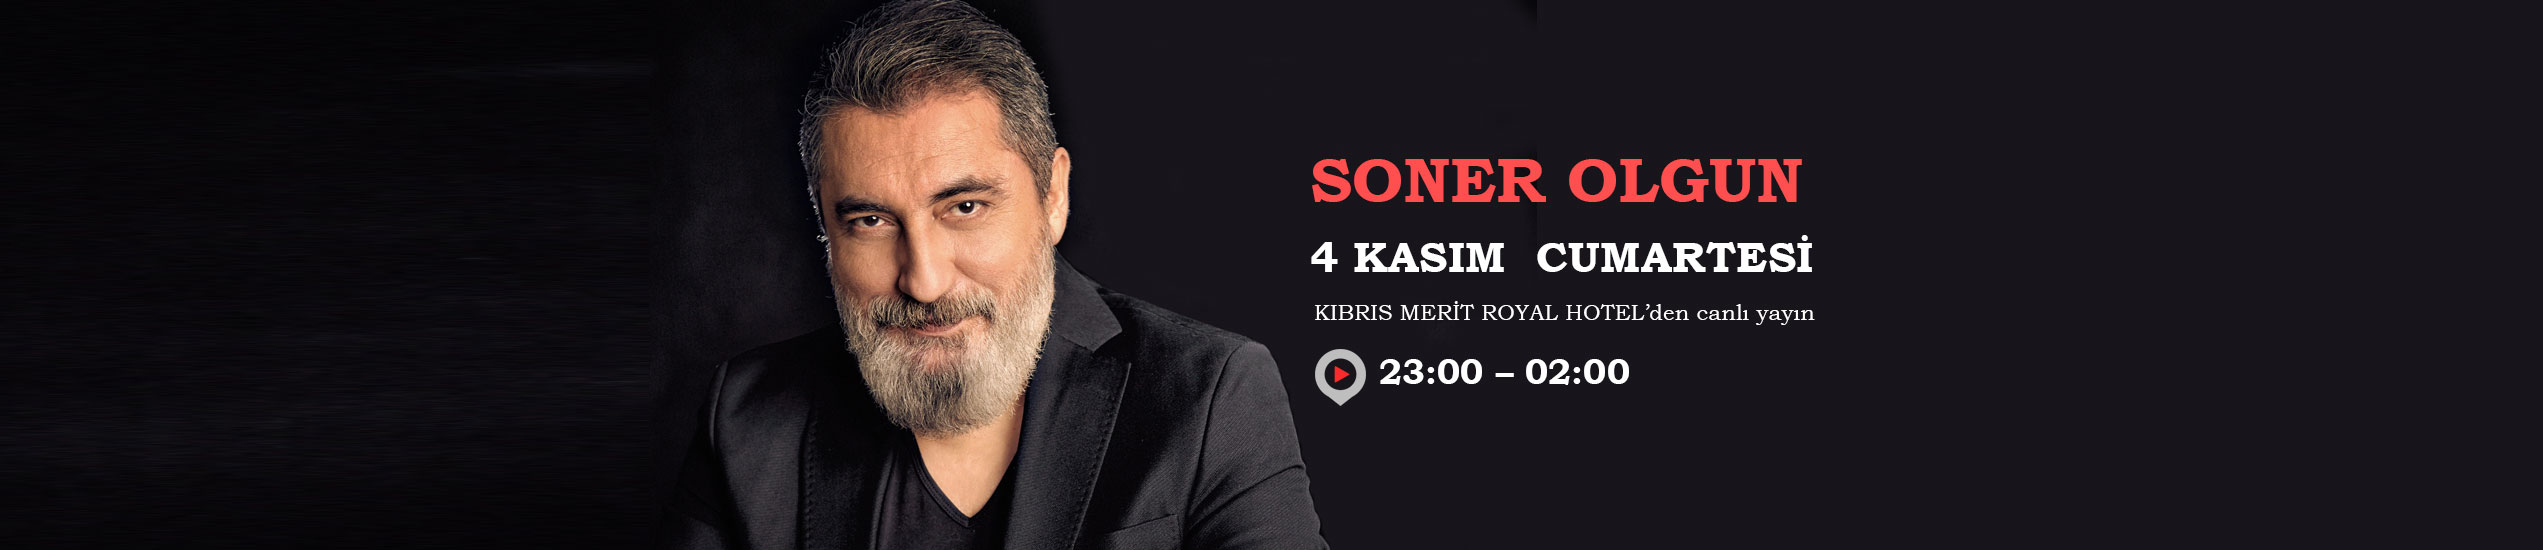 SONER OLGUN
4 KASIM CUMARTESİ
KIBRIS MERİT ROYAL HOTEL’den canlı yayın
23:00 – 02:00